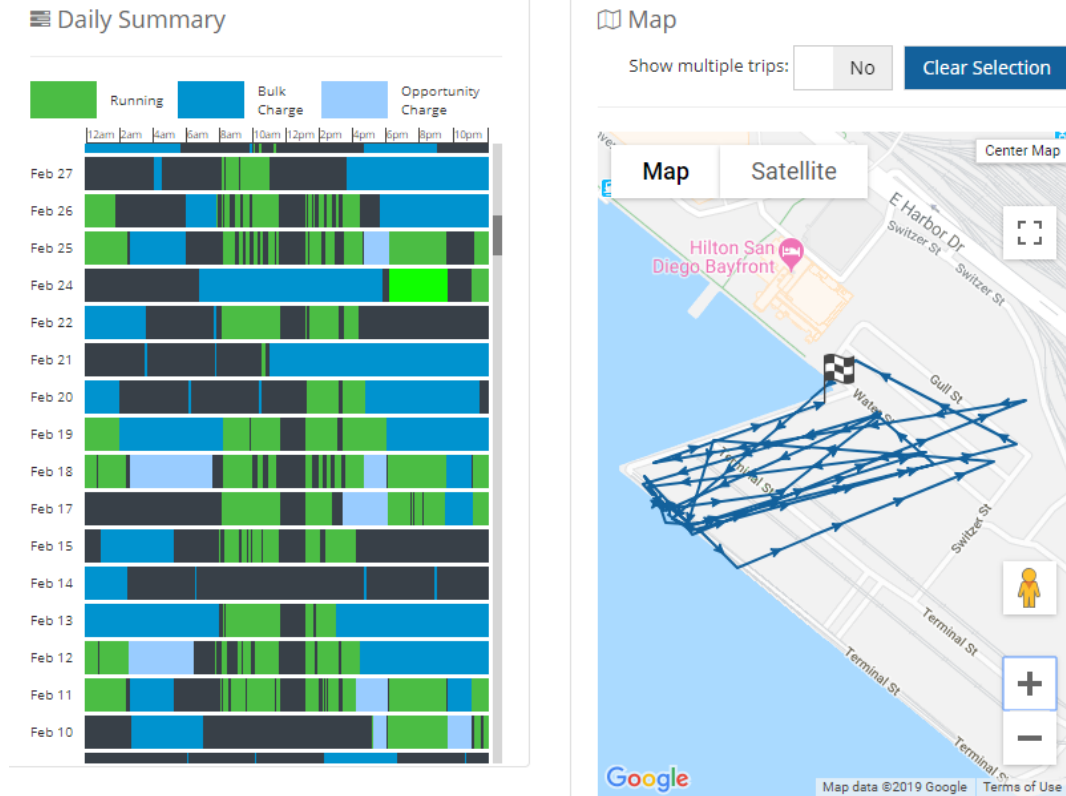 Daily Summary
Running
Bulk
Charge
Opportunity
Charge
12am 2am 4am 6am 8am 10am 12pm 2pm 4pm 6pm 8pm 10pm
Feb 27
Feb 26
Feb 25
Feb 24
Feb 22
Feb 21
Feb 20
Feb 19
Feb 18
Feb 17
Feb 15
Feb 14
Feb 13
Feb 12
Feb 11
Feb 10
Map
Show multiple trips:
No
Clear Selection
Map
Satellite
Center Map
E Harbor Dr
Switzer St
Switzer St
Hilton San
Diego Bayfront
Gull St
Water St
Terminal St
Switzer St
Terminal St
Terminal St
Terminal St
Google
Map data ©2019 Google
Terms of Use